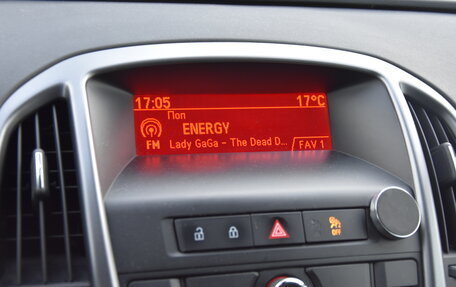 17:05 17°C
Поп
ENERGY
FM Lady GaGa - The Dead D... FAV 1
OFF